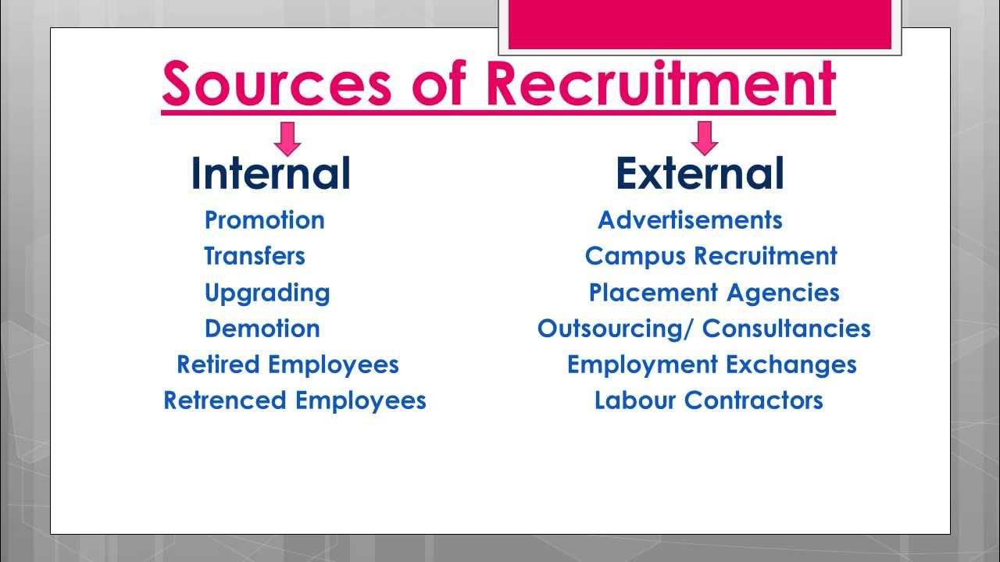 Sources of Recruitment
Internal
Promotion
Transfers
Upgrading
Demotion
Retired Employees
Retrenced Employees
External
Advertisements
Campus Recruitment
Placement Agencies
Outsourcing/ Consultancies
Employment Exchanges
Labour Contractors